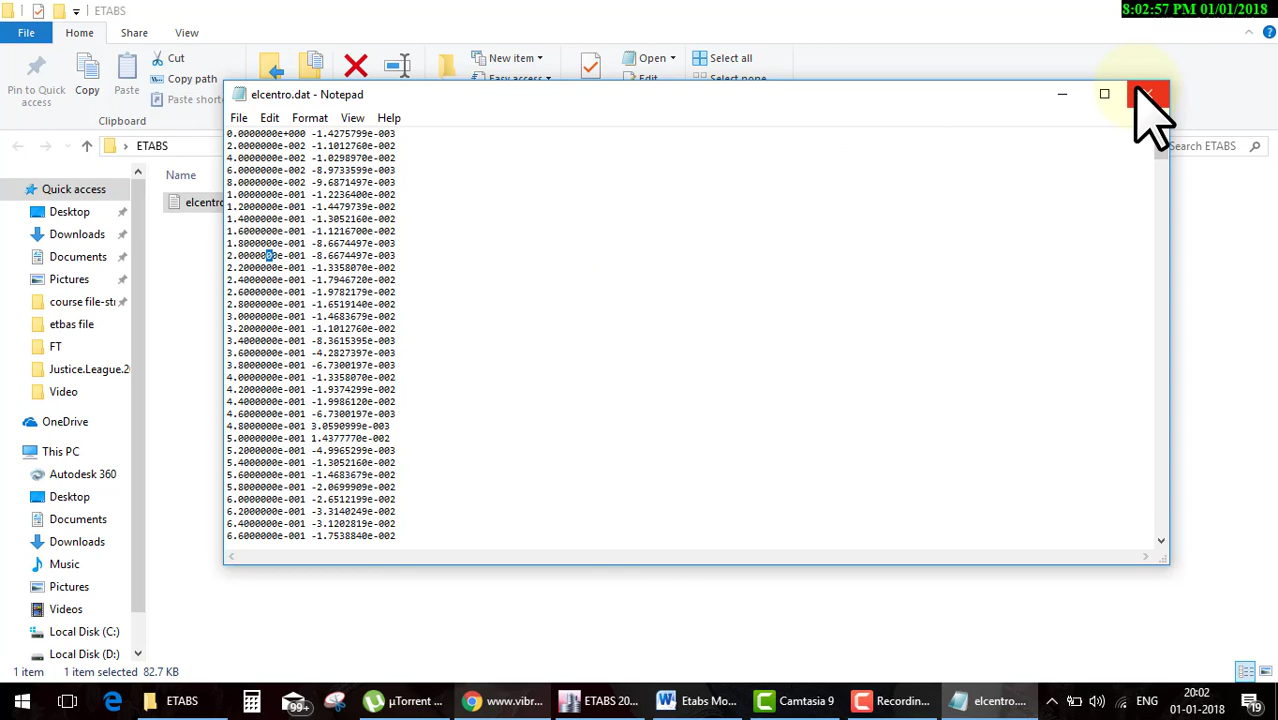 8:02:57 PM 01/01/2018
ETABS
File
Home
Share
View
Pin to Quick access
Copy
Paste
Cut
Copy path
Paste short
New item
Easy access
Open
Edit
Select all
Select none
Clipboard
ETABS
Search ETABS
Quick access
Desktop
Downloads
Documents
Pictures
course file-str
etbas file
FT
Justice.League.2
Video
OneDrive
This PC
Autodesk 360
Desktop
Documents
Downloads
Music
Pictures
Videos
Local Disk (C:)
Local Disk (D:)
Name
elcentro
elcentro.dat - Notepad
File Edit Format View Help
0.0000000e+000 -1.4275799e-003
2.0000000e-002 -1.1012760e-002
4.0000000e-002 -1.0298970e-002
6.0000000e-002 -8.9733599e-003
8.0000000e-002 -9.6871497e-003
1.0000000e-001 -1.2236400e-002
1.2000000e-001 -1.4479739e-002
1.4000000e-001 -1.3052160e-002
1.6000000e-001 -1.1216700e-002
1.8000000e-001 -8.6674497e-003
2.0000000e-001 -8.6674497e-003
2.2000000e-001 -1.3358070e-002
2.4000000e-001 -1.7946720e-002
2.6000000e-001 -1.9782179e-002
2.8000000e-001 -1.6519140e-002
3.0000000e-001 -1.4683679e-002
3.2000000e-001 -1.1012760e-002
3.4000000e-001 -8.3615395e-003
3.6000000e-001 -4.2827397e-003
3.8000000e-001 -6.7300197e-003
4.0000000e-001 -1.3358070e-002
4.2000000e-001 -1.9374299e-002
4.4000000e-001 -1.9986120e-002
4.6000000e-001 -6.7300197e-003
4.8000000e-001 3.0590999e-003
5.0000000e-001 1.4377770e-002
5.2000000e-001 -4.9965299e-003
5.4000000e-001 -1.3052160e-002
5.6000000e-001 -1.4683679e-002
5.8000000e-001 -2.0699909e-002
6.0000000e-001 -2.6512199e-002
6.2000000e-001 -3.3140249e-002
6.4000000e-001 -3.1202819e-002
6.6000000e-001 -1.7538840e-002
1 item 1 item selected 82.7 KB
ETABS
99+
µTorrent ...
www.vibr...
ETABS 20...
Etabs Mo...
Camtasia 9
Recordin...
elcentro....
ENG
20:02
01-01-2018
19